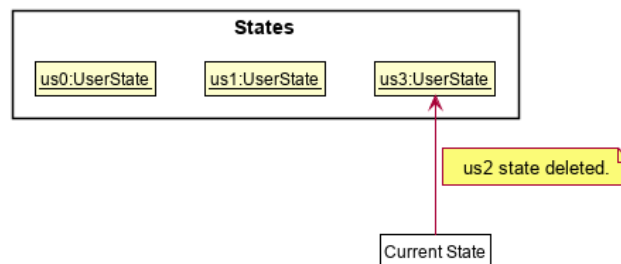 States
us0:UserState
us1:UserState
us3:UserState
us2 state deleted.
Current State